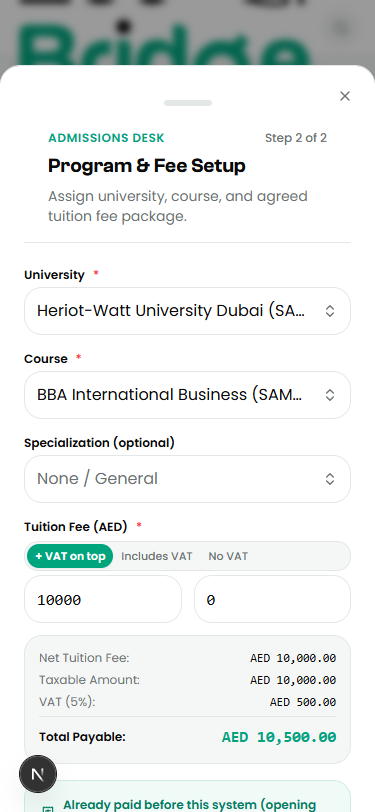 Bridge
ADMISSIONS DESK
Step 2 of 2
Program & Fee Setup
Assign university, course, and agreed
tuition fee package.
University *
Heriot-Watt University Dubai (SA...
Course *
BBA International Business (SAM...
Specialization (optional)
None / General
Tuition Fee (AED) *
+ VAT on top
Includes VAT
No VAT
10000
0
Net Tuition Fee:
AED 10,000.00
Taxable Amount:
AED 10,000.00
VAT (5%):
AED 500.00
Total Payable:
AED 10,500.00
N
Already paid before this system (opening